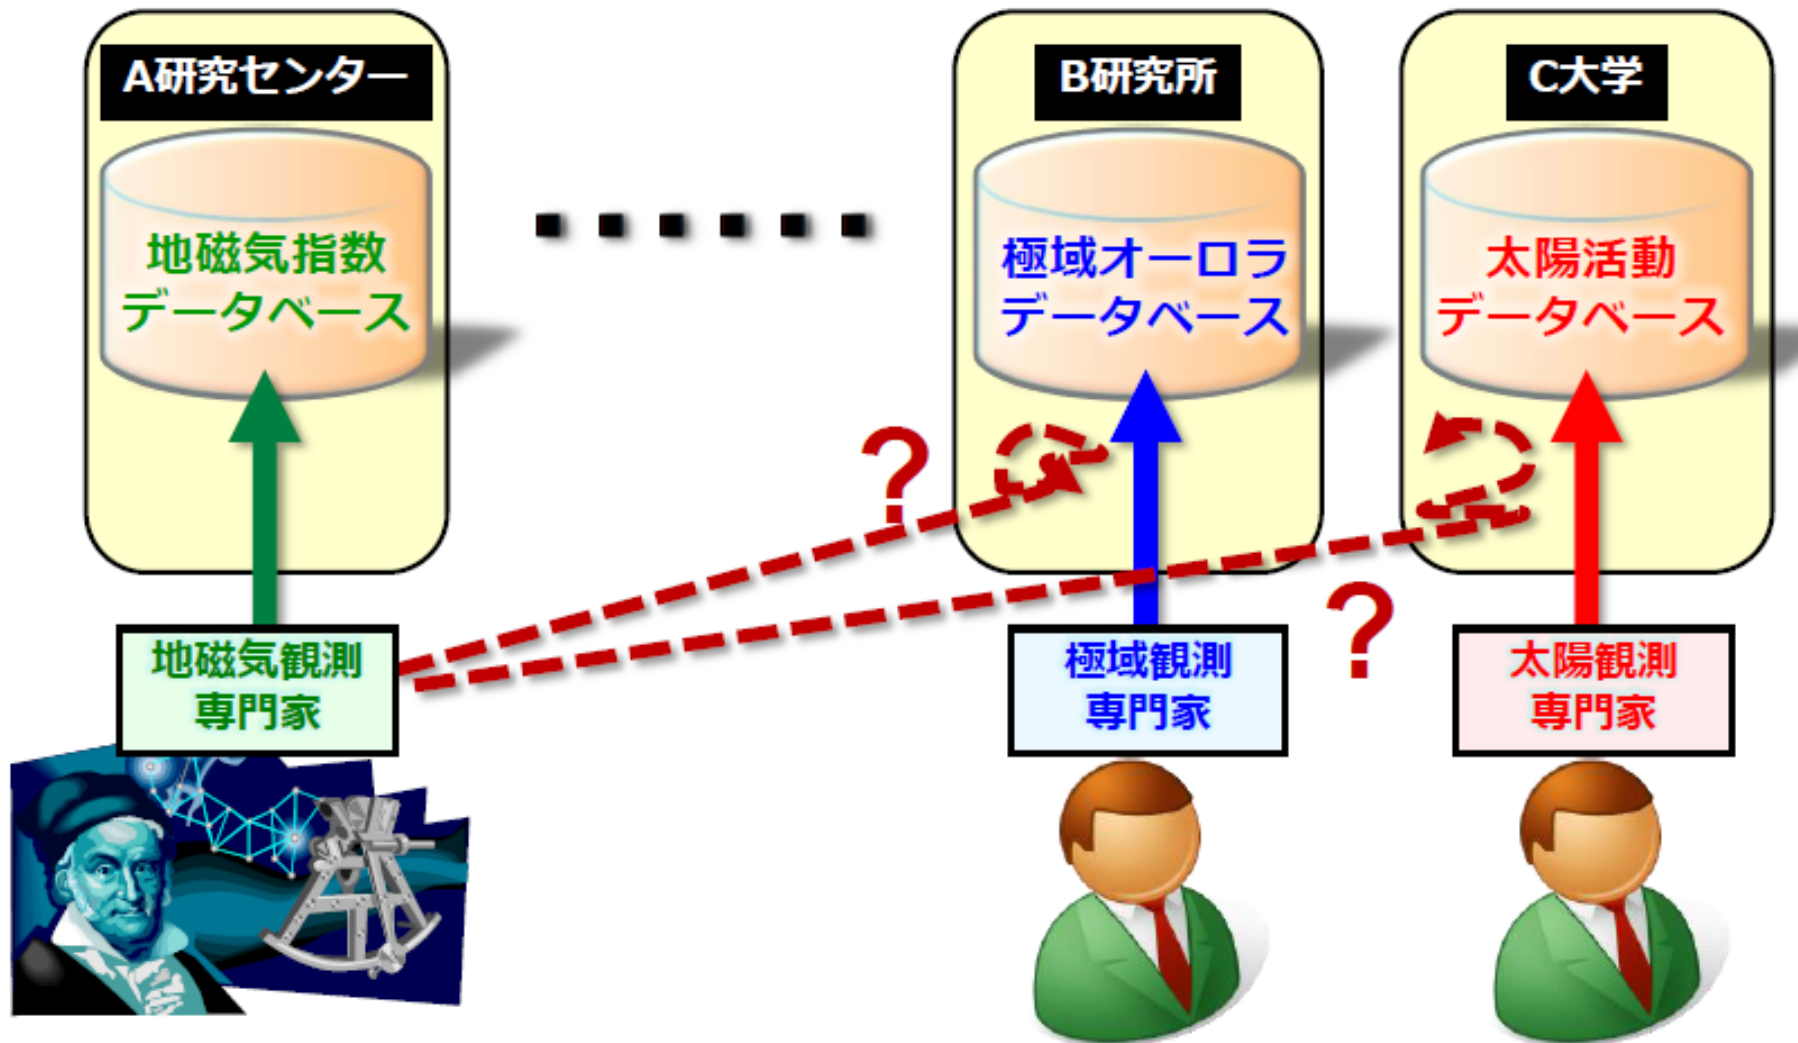 A研究センター
B研究所
C大学
地磁気指数
データベース
極域オーロラ
データベース
太陽活動
データベース
?
?
地磁気観測
専門家
極域観測
専門家
太陽観測
専門家